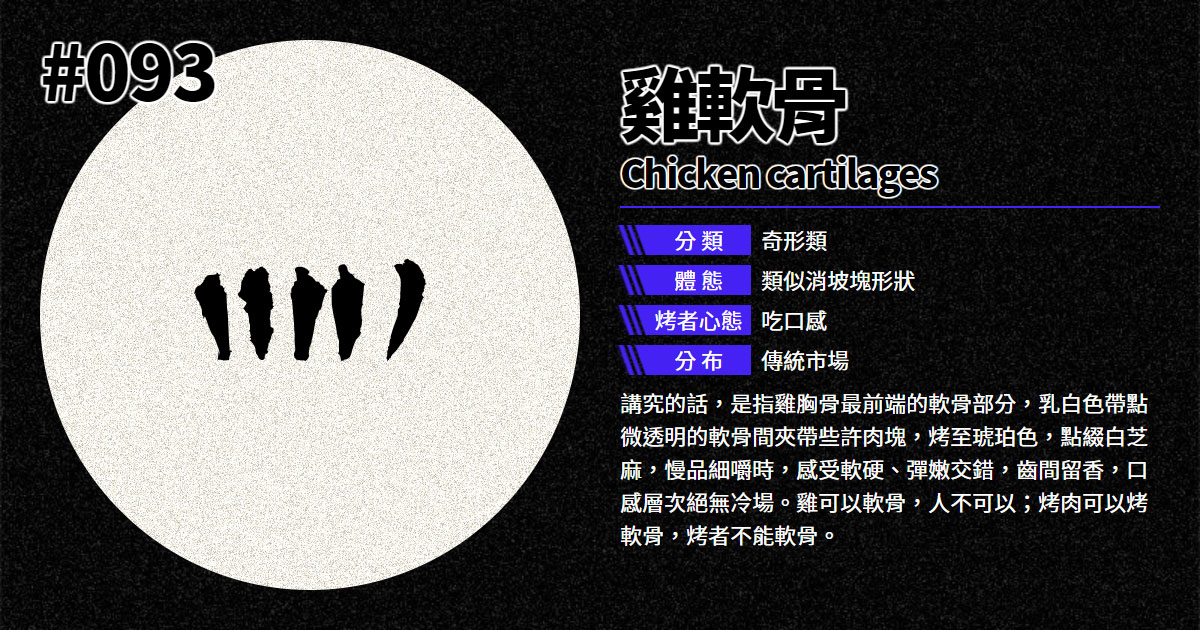 #093
雞軟骨
Chicken cartilages
分類 奇形類
體態 類似消坡塊形狀
烤者心態 吃口感
分布 傳統市場
講究的話，是指雞胸骨最前端的軟骨部分，乳白色帶點
微透明的軟骨間夾帶些許肉塊，烤至琥珀色，點綴白芝
麻，慢品細嚼時，感受軟硬、彈嫩交錯，齒間留香，口
感層次絕無冷場。雞可以軟骨，人不可以；烤肉可以烤
軟骨，烤者不能軟骨。